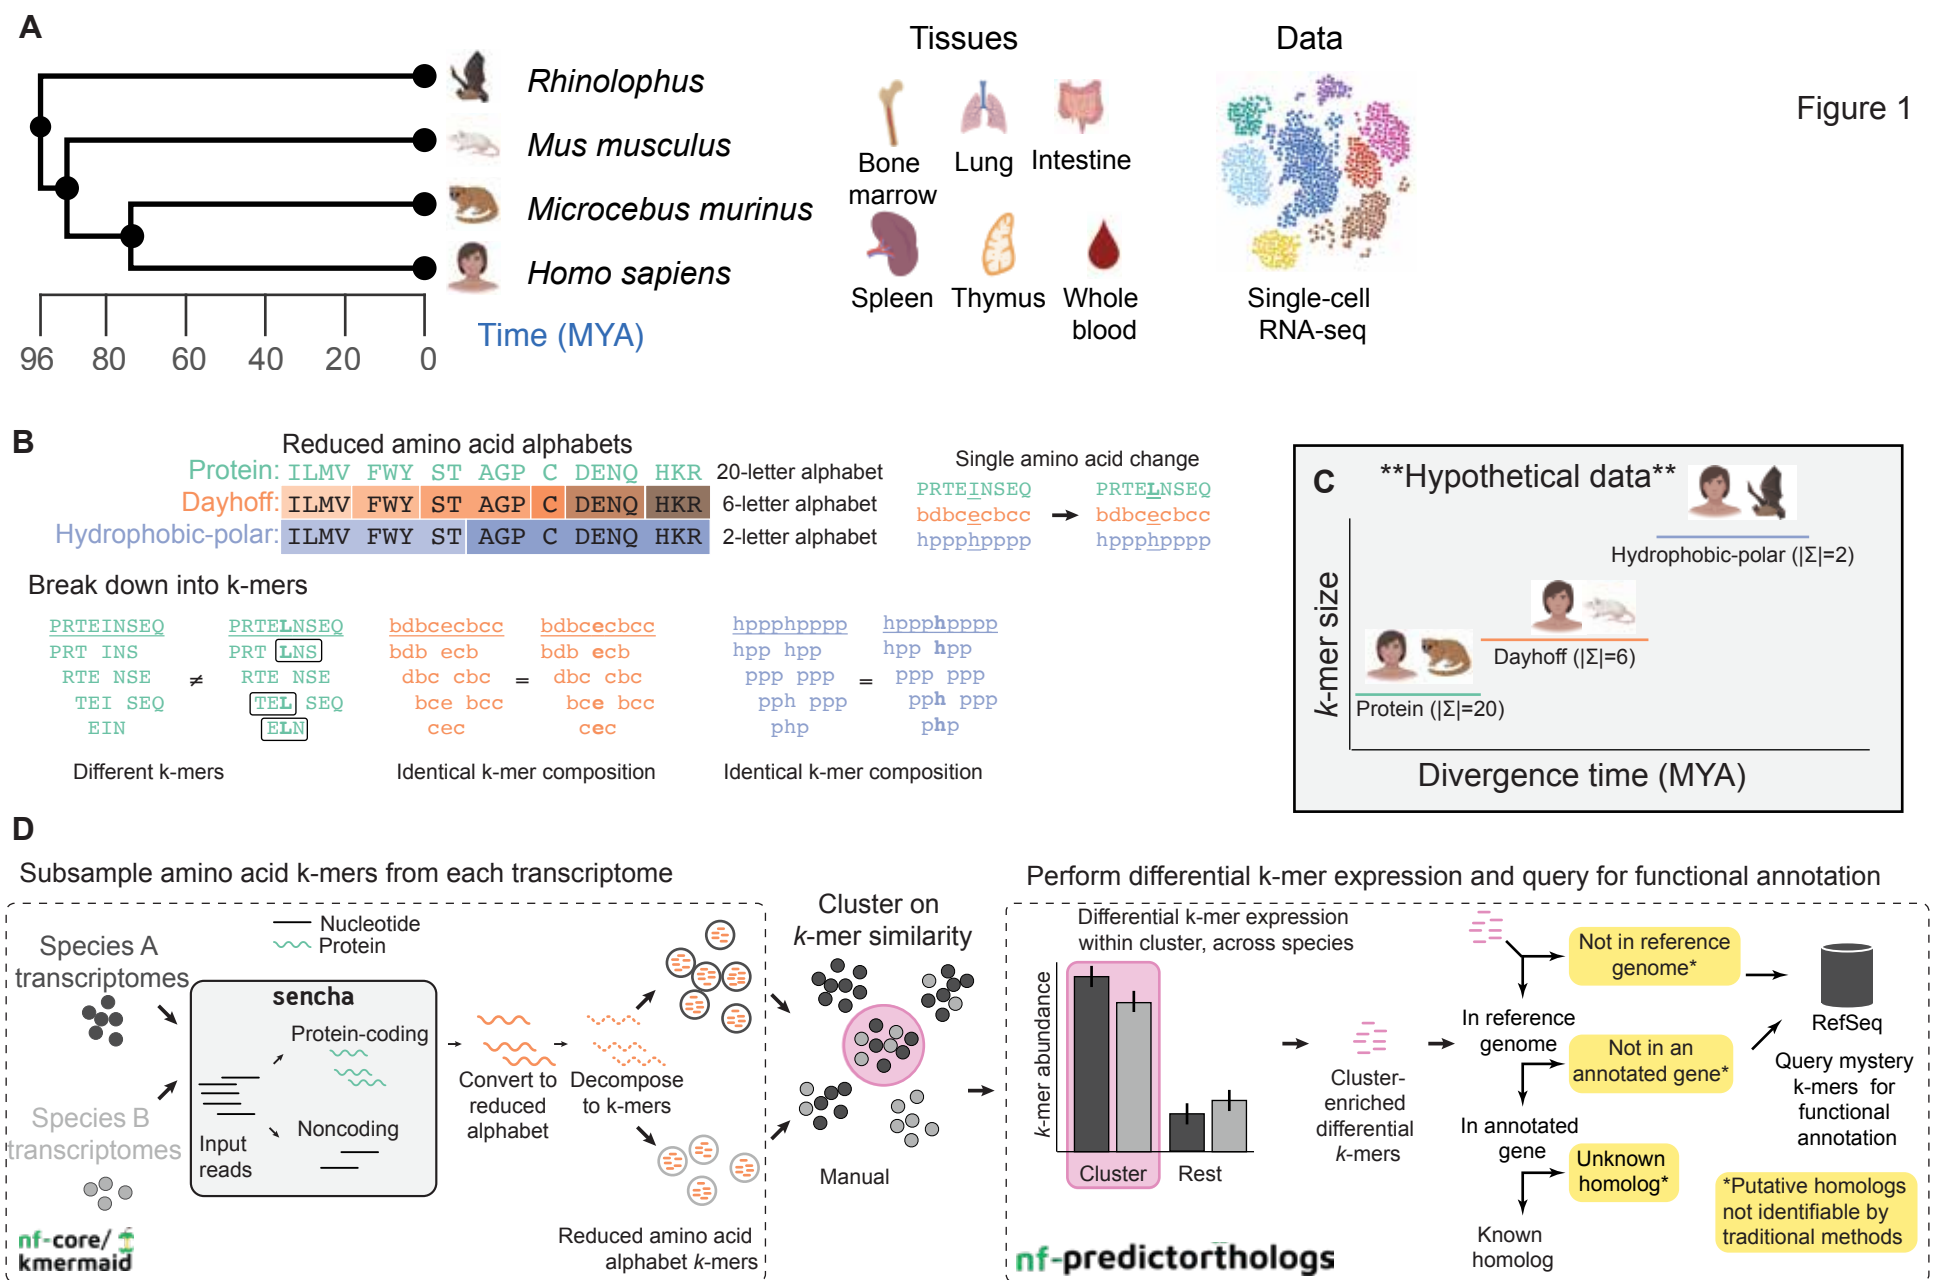 Figure 1
A
Rhinolophus
Mus musculus
Microcebus murinus
Homo sapiens
96 80 60 40 20 0
Time (MYA)
Tissues
Bone
marrow
Lung
Intestine
Spleen
Thymus
Whole
blood
Data
Single-cell
RNA-seq
B
Reduced amino acid alphabets
Protein: ILMV FWY ST AGP C DENQ HKR 20-letter alphabet
Dayhoff: ILMV FWY ST AGP C DENQ HKR 6-letter alphabet
Hydrophobic-polar: ILMV FWY ST AGP C DENQ HKR 2-letter alphabet
Single amino acid change
PRTEINSEQ PRTELNSEQ
bdbcecbcc bdbcecbcc
hppphpppp hppphpppp
Break down into k-mers
PRTEINSEQ PRTELNSEQ bdbcecbcc bdbcecbcc hppphpppp hppphpppp
PRT INS PRT LNS bdb ecb bdb ecb hpp hpp hpp hpp
RTE NSE ≠ RTE NSE dbc cbc = dbc cbc ppp ppp = ppp ppp
TEI SEQ TEL SEQ bce bcc bce bcc pph ppp pph ppp
EIN ELN cec cec php php
Different k-mers
Identical k-mer composition
Identical k-mer composition
C
**Hypothetical data**
k-mer size
Hydrophobic-polar (|Σ|=2)
Dayhoff (|Σ|=6)
Protein (|Σ|=20)
Divergence time (MYA)
D
Subsample amino acid k-mers from each transcriptome
Nucleotide
Protein
Species A
transcriptomes
Species B
transcriptomes
sencha
Protein-coding
Noncoding
Input
reads
Convert to
reduced
alphabet
Decompose
to k-mers
Reduced amino acid
alphabet k-mers
nf-core/
kmermaid
Cluster on
k-mer similarity
Manual
Perform differential k-mer expression and query for functional annotation
Differential k-mer expression
within cluster, across species
k-mer abundance
Cluster
Rest
Cluster-
enriched
differential
k-mers
Not in reference
genome*
In reference
genome
Not in an
annotated gene*
In annotated
gene
Unknown
homolog*
Known
homolog
RefSeq
Query mystery
k-mers for
functional
annotation
*Putative homologs
not identifiable by
traditional methods
nf-predictorthologs